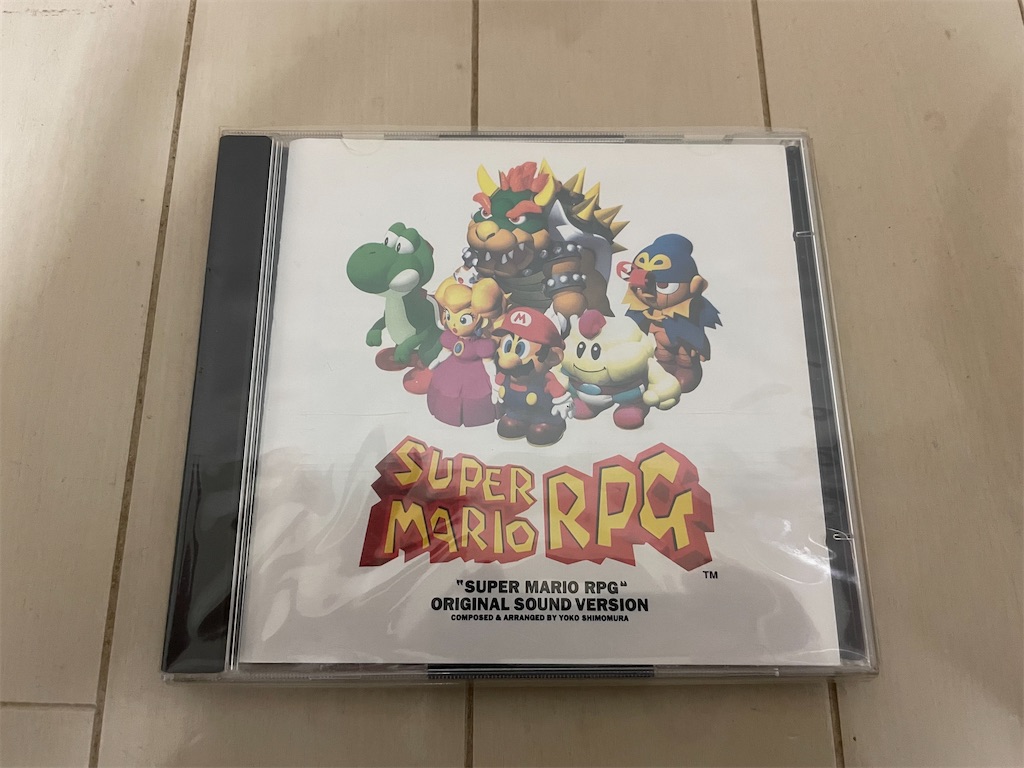 M
SUPER
MARIO RPG
TM
"SUPER MARIO RPG"
ORIGINAL SOUND VERSION
COMPOSED & ARRANGED BY YOKO SHIMOMURA